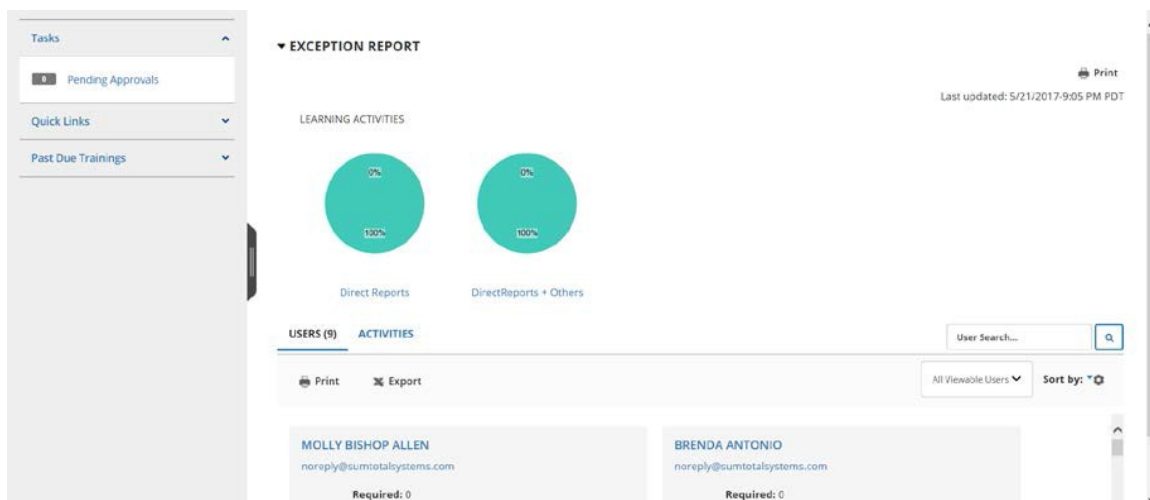 Tasks
0 Pending Approvals
Quick Links
Past Due Trainings
EXCEPTION REPORT
Print
Last updated: 5/21/2017-9:05 PM PDT
LEARNING ACTIVITIES
0%
100%
0%
100%
Direct Reports
DirectReports + Others
USERS (9) ACTIVITIES
User Search...
Print Export
All Viewable Users Sort by:
MOLLY BISHOP ALLEN
noreply@sumtotalsystems.com
Required: 0
BRENDA ANTONIO
noreply@sumtotalsystems.com
Required: 0